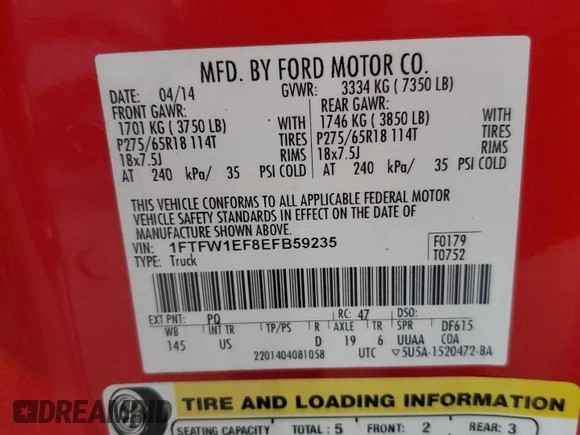 MFD. BY FORD MOTOR CO.
DATE: 04/14 GVWR: 3334 KG ( 7350 LB)
FRONT GAWR: REAR GAWR:
1701 KG ( 3750 LB) WITH 1746 KG ( 3850 LB) WITH
P275/65R18 114T TIRES P275/65R18 114T TIRES
18x7.5J RIMS 18x7.5J RIMS
AT 240 kPa/ 35 PSI COLD AT 240 kPa/ 35 PSI COLD
THIS VEHICLE CONFORMS TO ALL APPLICABLE FEDERAL MOTOR
VEHICLE SAFETY STANDARDS IN EFFECT ON THE DATE OF
MANUFACTURE SHOWN ABOVE.
VIN: 1FTFW1EF8EFB59235 F0179
TYPE: Truck T0752
EXT PNT: PQ RC: 47 DSO:
WB INT TR TP/PS R AXLE TR SPR DF615
145 US D 19 6 UUAA COA
2201404081058 UTC ▽5U5A-1520472-BA
TIRE AND LOADING INFORMATION
SEATING CAPACITY TOTAL: 5 FRONT: 2 REAR: 3
DREAMBID